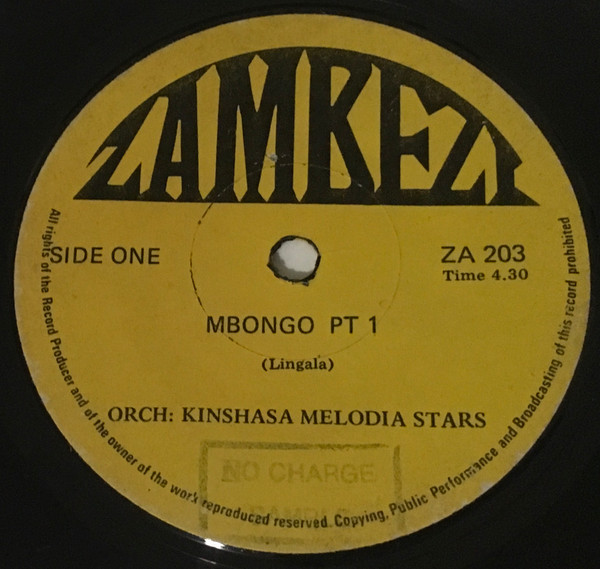 ZAMBEZI
SIDE ONE
ZA 203
Time 4.30
MBONGO PT 1
(Lingala)
ORCH: KINSHASA MELODIA STARS
NO CHARGE
SAMPLE
All rights of the Record Producer and of the owner of the work reproduced reserved. Copying, Public Performance and Broadcasting of this record prohibited